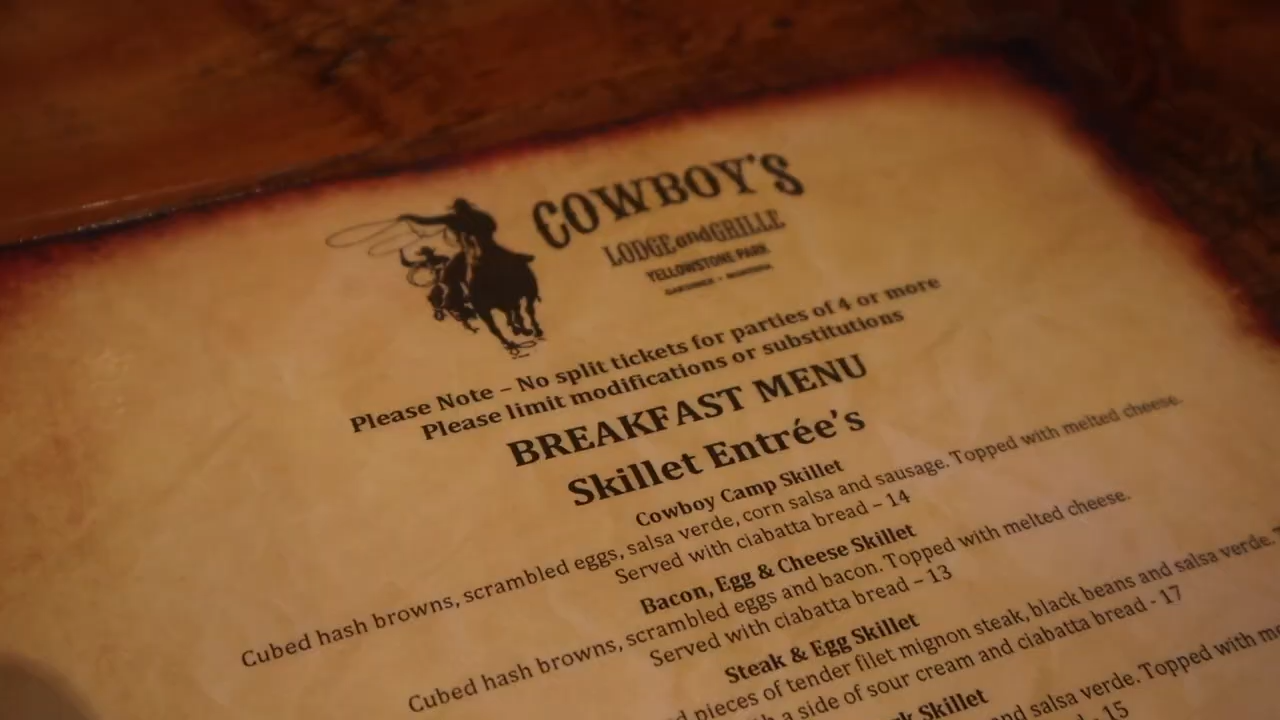 COWBOY'S
LODGE and GRILLE
YELLOWSTONE PARK
GARDINER • MONTANA
Please Note – No split tickets for parties of 4 or more
Please limit modifications or substitutions
BREAKFAST MENU
Skillet Entrée's
Cowboy Camp Skillet
Cubed hash browns, scrambled eggs, salsa verde, corn salsa and sausage. Topped with melted cheese.
Served with ciabatta bread – 14
Bacon, Egg & Cheese Skillet
Cubed hash browns, scrambled eggs and bacon. Topped with melted cheese.
Served with ciabatta bread – 13
Steak & Egg Skillet
pieces of tender filet mignon steak, black beans and salsa verde.
a side of sour cream and ciabatta bread - 17
Skillet
and salsa verde. Topped with
- 15